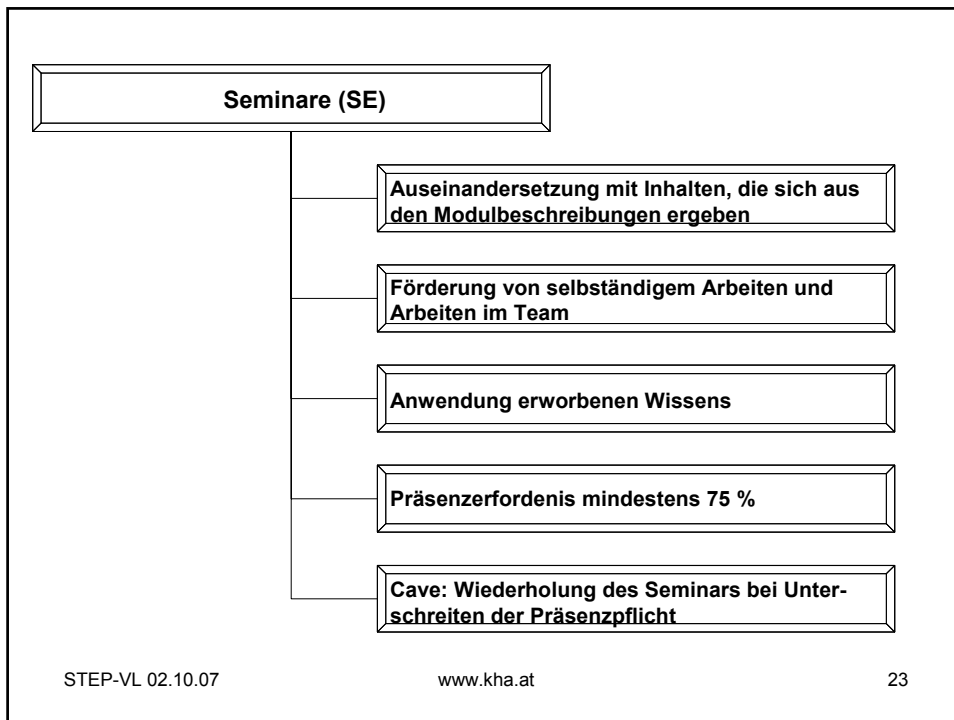 Seminare (SE)
Auseinandersetzung mit Inhalten, die sich aus
den Modulbeschreibungen ergeben
Förderung von selbständigem Arbeiten und
Arbeiten im Team
Anwendung erworbenen Wissens
Präsenzerfordenis mindestens 75 %
Cave: Wiederholung des Seminars bei Unter-
schreiten der Präsenzpflicht
STEP-VL 02.10.07 www.kha.at 23